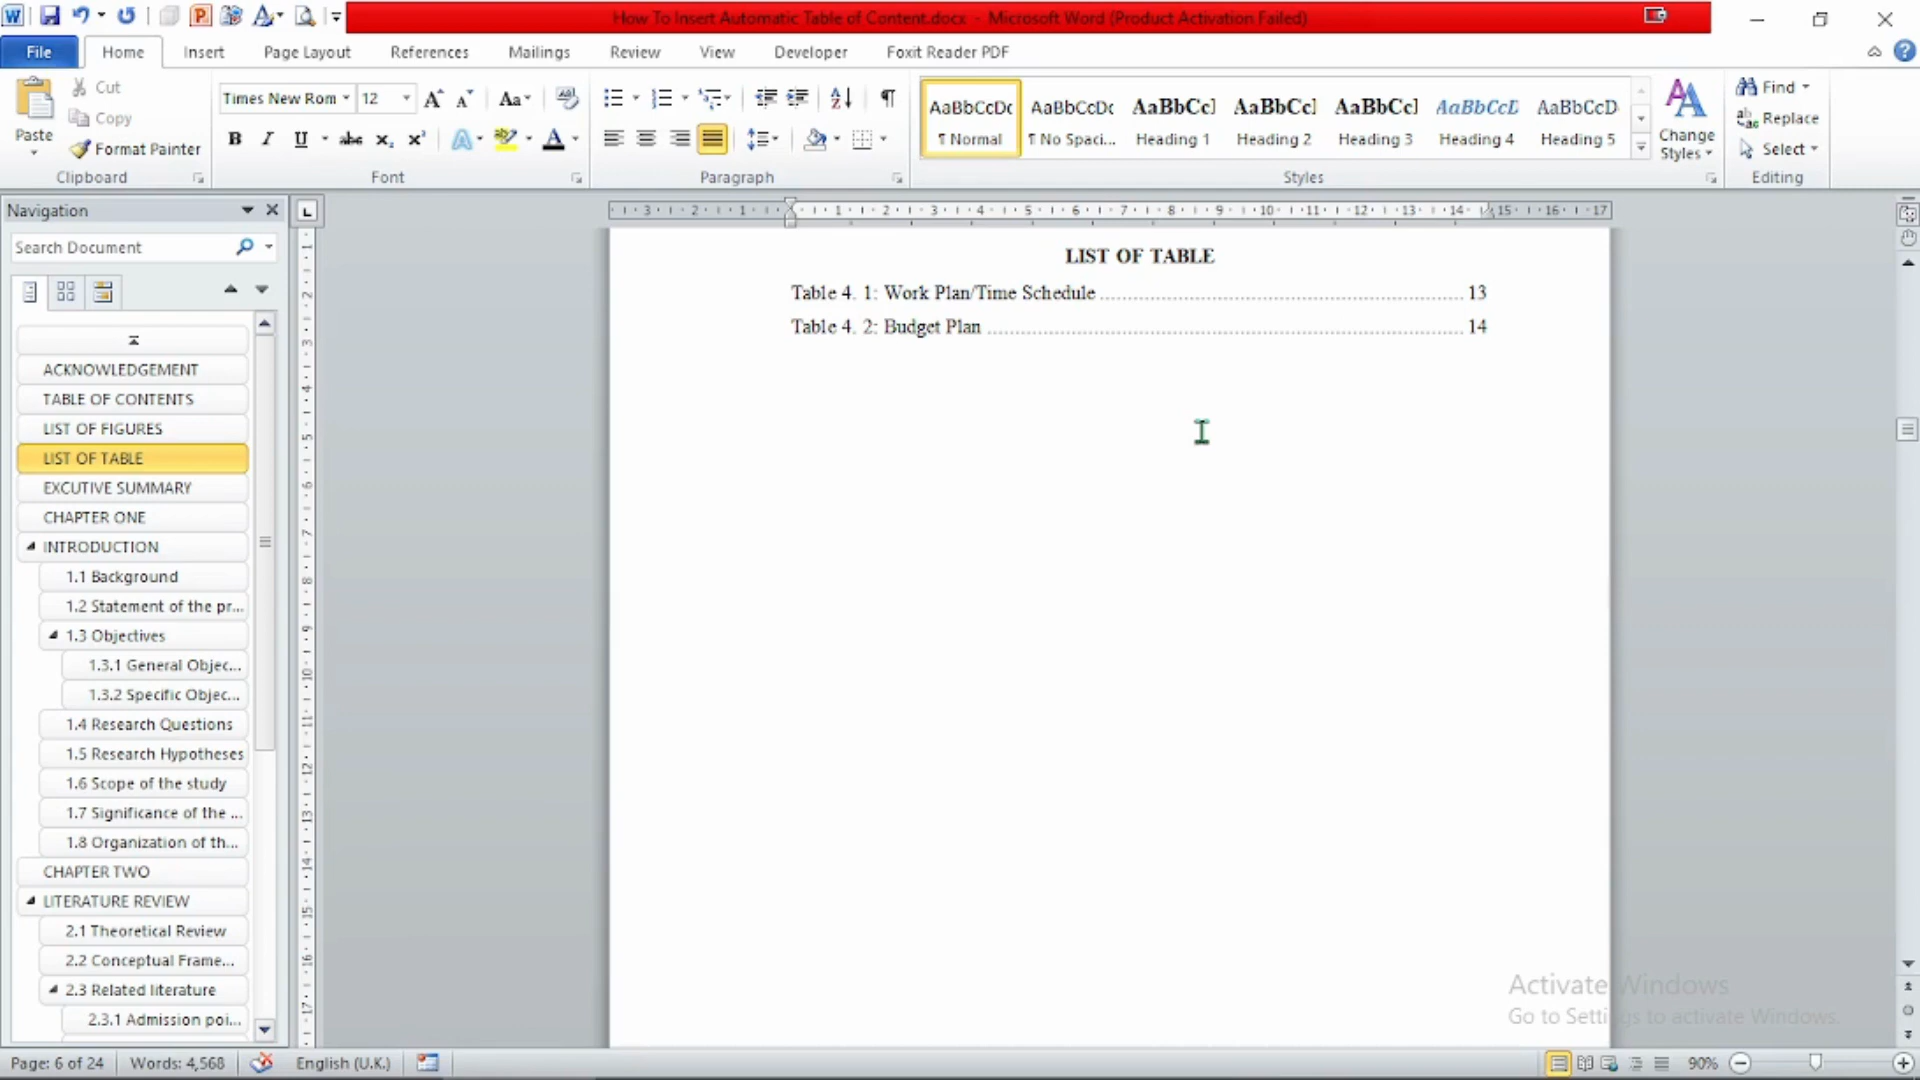 How To Insert Automatic Table of Content.docx - Microsoft Word (Product Activation Failed)
File Home Insert Page Layout References Mailings Review View Developer Foxit Reader PDF
Paste
Cut
Copy
Format Painter
Clipboard
Times New Rom 12
Font
Paragraph
AaBbCcDc AaBbCcDc AaBbCc] AaBbCc] AaBbCc] AaBbCcD AaBbCcD
¶ Normal ¶ No Spaci... Heading 1 Heading 2 Heading 3 Heading 4 Heading 5
Change Styles
Styles
Find
Replace
Select
Editing
Navigation
Search Document
ACKNOWLEDGEMENT
TABLE OF CONTENTS
LIST OF FIGURES
LIST OF TABLE
EXCUTIVE SUMMARY
CHAPTER ONE
INTRODUCTION
1.1 Background
1.2 Statement of the pr...
1.3 Objectives
1.3.1 General Objec...
1.3.2 Specific Objec...
1.4 Research Questions
1.5 Research Hypotheses
1.6 Scope of the study
1.7 Significance of the ...
1.8 Organization of th...
CHAPTER TWO
LITERATURE REVIEW
2.1 Theoretical Review
2.2 Conceptual Frame...
2.3 Related literature
2.3.1 Admission poi...
LIST OF TABLE
Table 4. 1: Work Plan/Time Schedule ........ 13
Table 4. 2: Budget Plan ........ 14
Activate Windows
Go to Settings to activate Windows.
Page: 6 of 24 Words: 4,568 English (U.K.) 90%